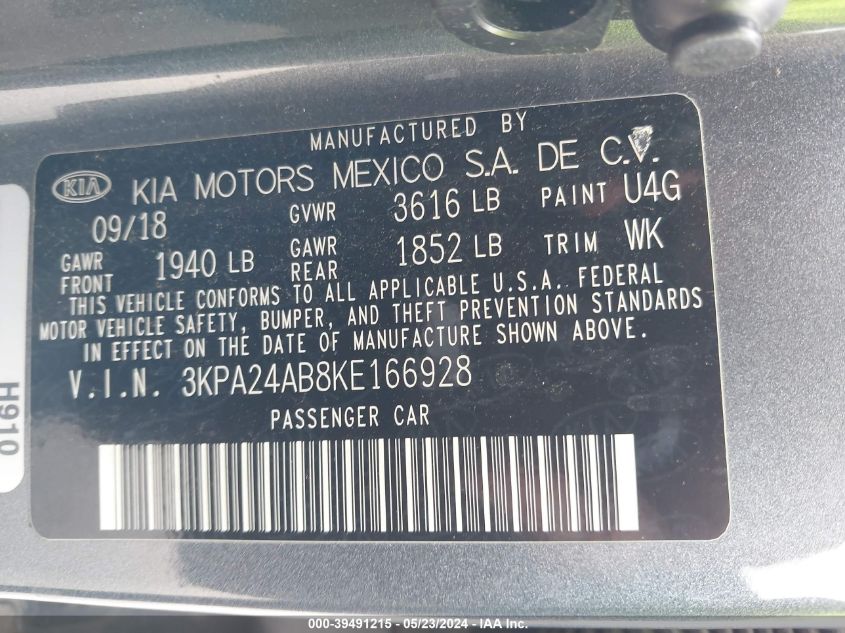 MANUFACTURED BY
KIA KIA MOTORS MEXICO S.A. DE C.V.
09/18 GVWR 3616 LB PAINT U4G
GAWR FRONT 1940 LB GAWR REAR 1852 LB TRIM WK
THIS VEHICLE CONFORMS TO ALL APPLICABLE U.S.A. FEDERAL
MOTOR VEHICLE SAFETY, BUMPER, AND THEFT PREVENTION STANDARDS
IN EFFECT ON THE DATE OF MANUFACTURE SHOWN ABOVE.
V.I.N. 3KPA24AB8KE166928
PASSENGER CAR
H910
000-39491215 - 05/23/2024 - IAA Inc.